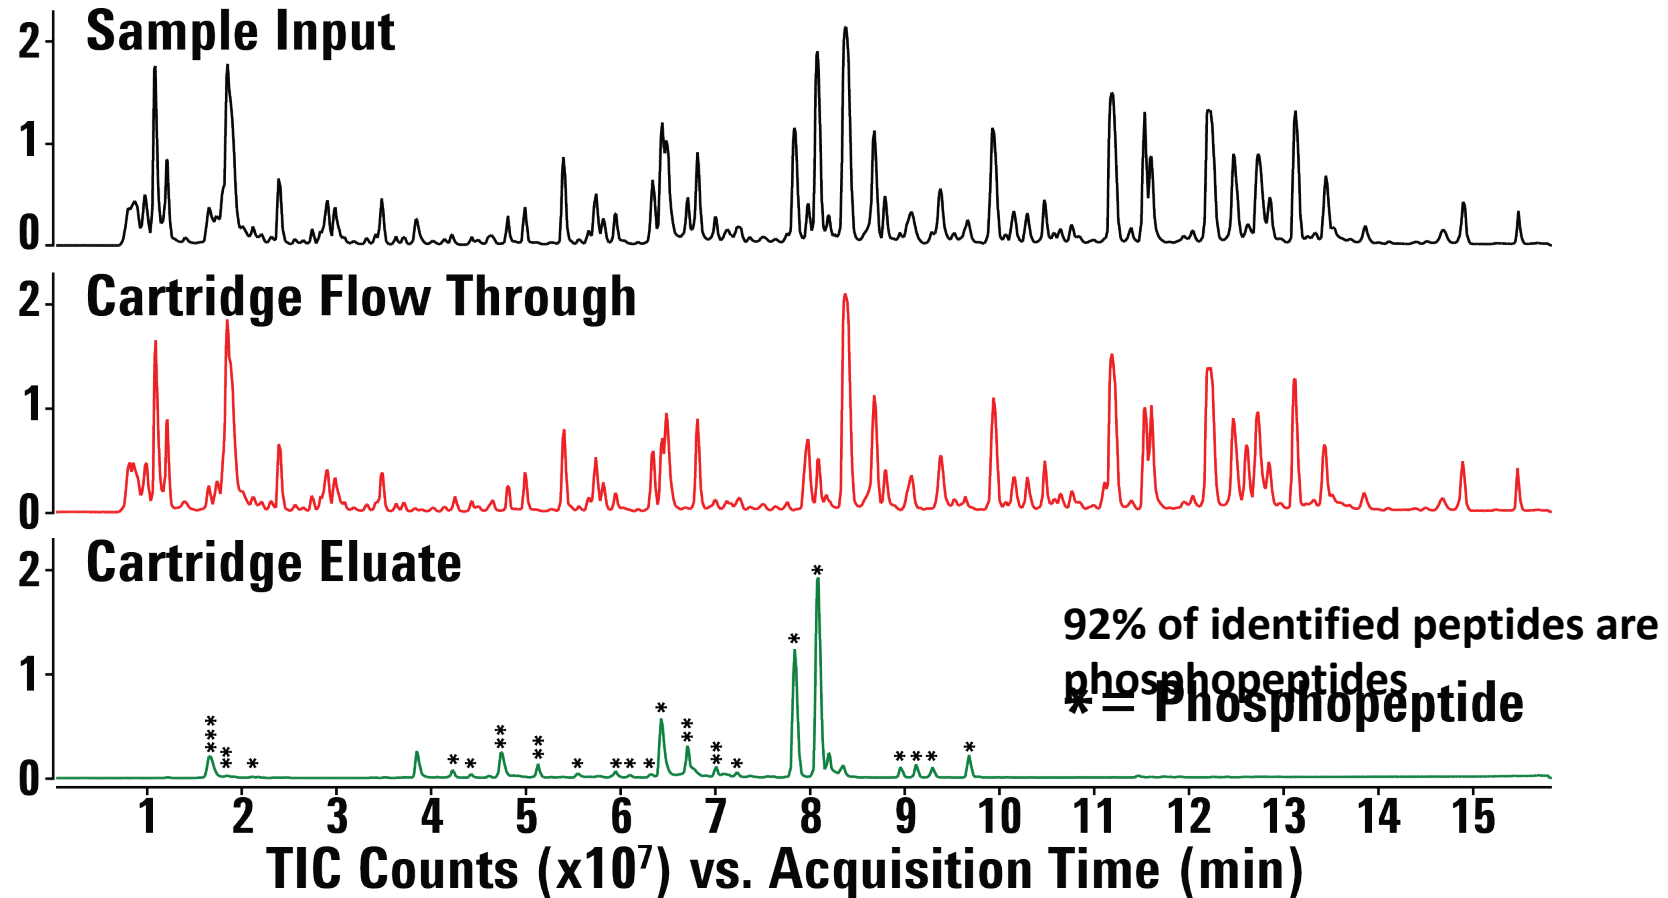 Sample Input
2
1
0
Cartridge Flow Through
2
1
0
Cartridge Eluate
2
1
0
92% of identified peptides are
phosphopeptides
* = Phosphopeptide
*** ** * * * ** ** * * * * * ** ** * * * * * * *
1 2 3 4 5 6 7 8 9 10 11 12 13 14 15
TIC Counts (x10⁷) vs. Acquisition Time (min)